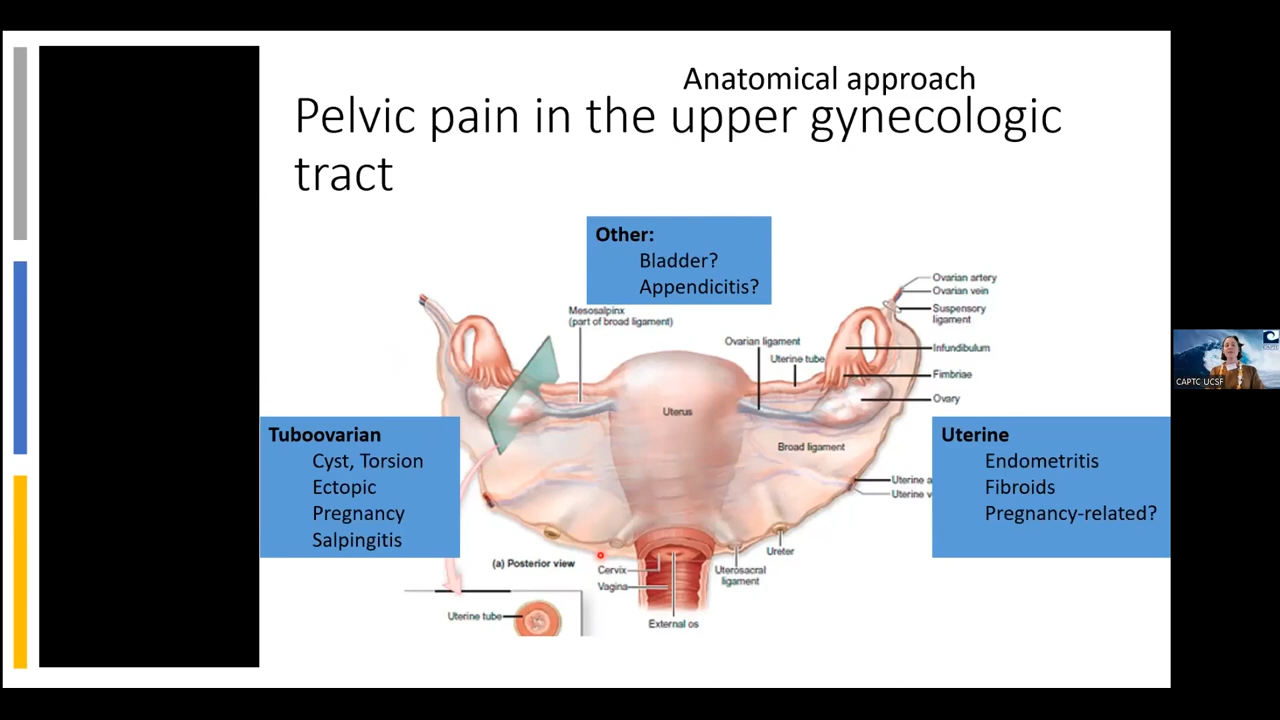 Anatomical approach
Pelvic pain in the upper gynecologic
tract
Other:
Bladder?
Appendicitis?
Ovarian artery
Ovarian vein
Suspensory
ligament
Infundibulum
Fimbriae
Ovary
Mesosalpinx
(part of broad ligament)
Ovarian ligament
Uterine tube
Uterus
Broad ligament
Tuboovarian
Cyst, Torsion
Ectopic
Pregnancy
Salpingitis
Uterine
Endometritis
Fibroids
Pregnancy-related?
Uterine a
Uterine v
Ureter
Uterosacral
ligament
(a) Posterior view
Cervix
Vagina
External os
Uterine tube
CAPTC UCSF